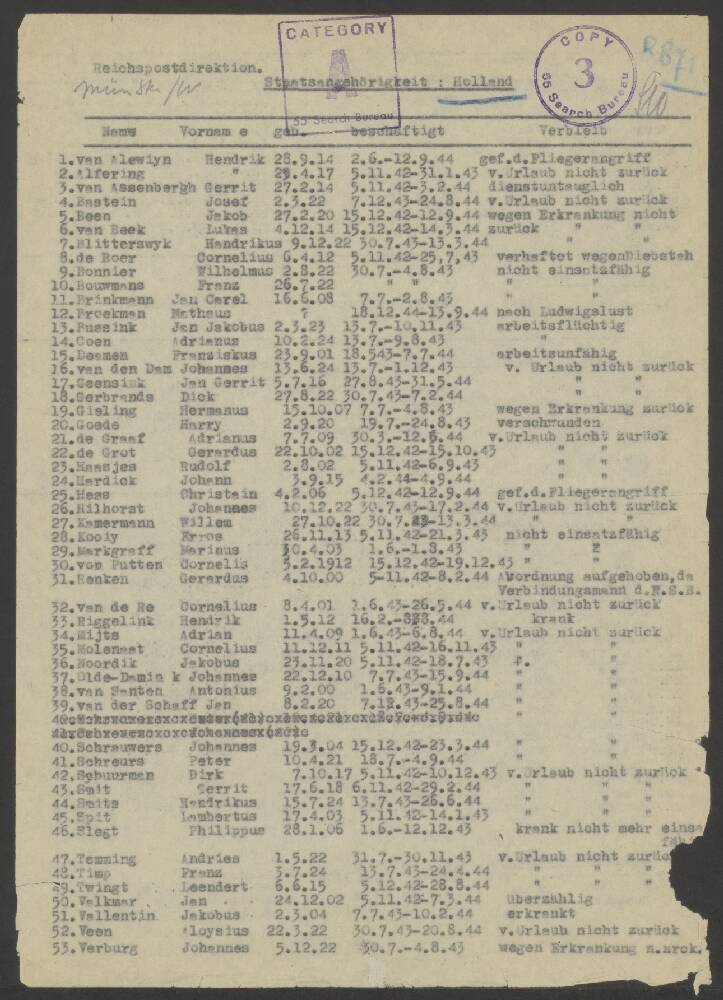 CATEGORY
A
55 Search Bureau
COPY
3
55 Search Bureau
R871
Reichspostdirektion.
Münster/W
Staatsangehörigkeit : Holland
Name Vorname geb. beschäftigt Verbleib
1.van Alewiyn Hendrik 28.9.14 2.6.-12.9.44 gef.d.Fliegerangriff
2.Alfering " 29.4.17 5.11.42-31.1.43 v.Urlaub nicht zurück
3.van Assenbergh Gerrit 27.2.14 5.11.42-3.2.44 dienstuntauglich
4.Bastein Josef 2.3.22 7.12.43-24.8.44 v.Urlaub nicht zurück
5.Been Jakob 27.2.20 15.12.42-12.9.44 wegen Erkrankung nicht
6.van Beek Lukas 4.12.14 15.12.42-14.3.44 zurück " "
7.Blitterswyk Handrikus 9.12.22 30.7.43-13.3.44 " "
8.de Boer Cornelius 6.4.12 5.11.42-25,7,43 verhaftet wegenDiebstah
9.Bonnier Wilhelmus 2.8.22 30.7.-4.8.43 nicht einsatzfähig
10.Bouwmans Franz 26.7.22 " " " "
11.Brinkmann Jan Carel 16.6.08 7.7.-2.8.43 " "
12.Broekman Mathaus ? 18.12.44-13.9.44 nach Ludwigslust
13.Bussink Jan Jakobus 2.3.23 13.7.-10.11.43 arbeitsflüchtig
14.Coen Adrianus 10.2.24 13.7.-9.8.43 "
15.Deemen Franziskus 23.9.01 18.543-7.7.44 arbeitsunfähig
16.van den Dam Johannes 13.6.24 13.7.-1.12.43 v. Urlaub nicht zurück
17.Geensink Jan Gerrit 5.7.16 27.8.43-31.5.44 " "
18.Gerbrands Dick 27.8.22 30.7.43-7.2.44 " "
19.Gieling Hermanus 15.10.07 7.7.-4.8.43 wegen Erkrankung zurück
20.Goede Harry 2.9.20 19.7.-24.8.43 verschwunden
21.de Graaf Adrianus 7.7.09 30.3.-12.6.44 v.Urlaub nicht zurück
22.de Grot Gerardus 22.10.02 15.12.42-15.10.43 " "
23.Haasjes Rudolf 2.8.02 5.11.42-6.9.43 " "
24.Hardick Johann 3.9.15 4.2.44-4.9.44 " "
25.Hess Christain 4.2.06 5.12.42-12.9.44 gef.d.Fliegerangriff
26.Hilhorst Johannes 10.12.22 30.7.43-17.2.44 v.Urlaub nicht zurück
27.Kamermann Willem 27.10.22 30.7.43-13.3.44 " "
28.Kooiy Erros 26.11.13 5.11.42-21.3.43 nicht einsatzfähig
29.Markgraff Marinus 30.4.03 1.6.-1.8.43 " "
30.von Putten Cornelis 5.2.1912 15.12.42-19.12.43 " "
31.Renken Gerardus 4.10.00 5-11.42-8.2.44 Abordnung aufgehoben,da
Verbindungsmann d.N.S.B.
32.van de Re Cornelius 8.4.01 1.6.43-26.5.44 v.Urlaub nicht zurück
33.Riggelink Hendrik 1.5.12 16.2.- .44 krank
34.Mijts Adrian 11.4.09 1.6.43-6.8.44 v.Urlaub nicht zurück
35.Molenaat Cornelius 11.12.11 5.11.42-16.11.43 " "
36.Noordik Jakobus 23.11.20 5.11.42-18.7.43 " "
37.Olde-Damin k Johannes 22.12.10 7.7.43-15.9.44 " "
38.van Santen Antonius 9.2.00 1.6.43-9.1.44 " "
39.van der Schaff Jan 8.2.20 7.12.43-25.8.44 " "
40.Schrauwers Johannes 19.3.04 15.12.42-23.3.44 " "
41.Schreurs Peter 10.4.21 18.7.-4.9.44 " "
42.Schuurman Dirk 7.10.17 5.11.42-10.12.43 v.Urlaub nicht zurück
43.Smit Gerrit 17.6.18 6.11.42-29.2.44 " "
44.Smits Hendrikus 15.7.24 13.7.43-26.6.44 " "
45.Spit Lambertus 17.4.03 5.11.42-14.1.43 " "
46.Slegt Philippus 28.1.06 1.6.-12.12.43 krank nicht mehr einsa
47.Temming Andries 1.5.22 31.7.-30.11.43 v.Urlaub nicht zurüc
48.Timp Franz 3.7.24 13.7.43-24.4.44 " " "
49.Twingt Leendert 6.6.15 5.12.42-28.8.44 " " "
50.Valkmar Jan 24.12.02 5.11.42-7.3.44 überzählig
51.Vallentin Jakobus 2.3.04 7.7.43-10.2.44 erkrankt
52.Veen Aloysius 22.3.22 30.7.43-20.8.44 v.Urlaub nicht zurück
53.Verburg Johannes 5.12.22 30.7.-4.8.43 wegen Erkrankung n.zrck.